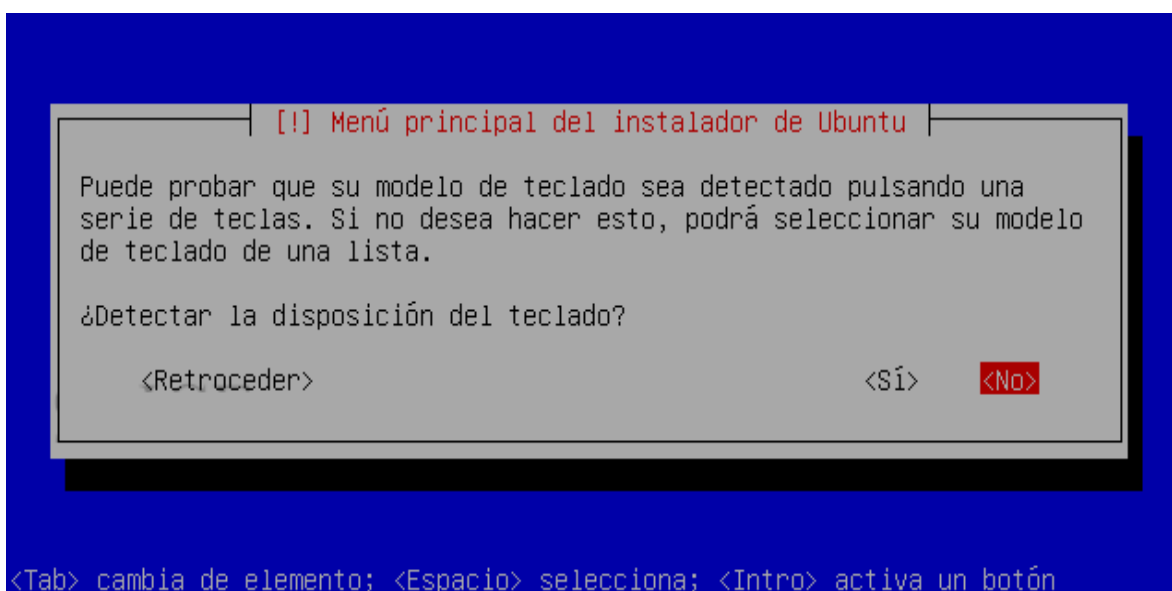 [!] Menú principal del instalador de Ubuntu
Puede probar que su modelo de teclado sea detectado pulsando una
serie de teclas. Si no desea hacer esto, podrá seleccionar su modelo
de teclado de una lista.
¿Detectar la disposición del teclado?
<Retroceder> <Sí> <No>
<Tab> cambia de elemento; <Espacio> selecciona; <Intro> activa un botón